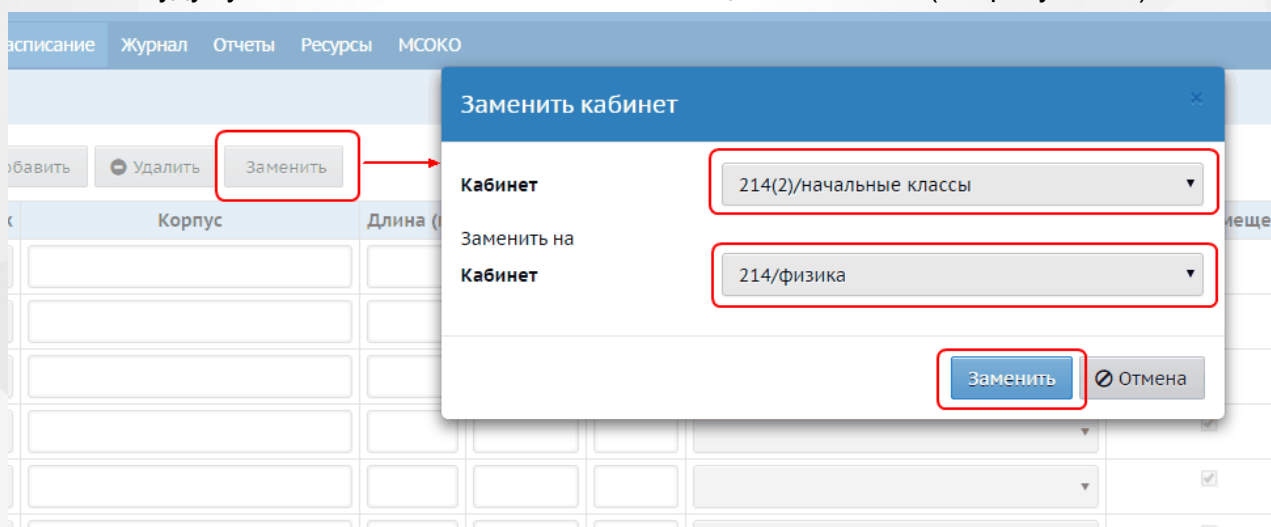 асписание Журнал Отчеты Ресурсы МСОКО
Заменить кабинет ×
обавить Удалить Заменить
Кабинет 214(2)/начальные классы
Корпус Длина (
Заменить на
Кабинет 214/физика
Заменить Отмена